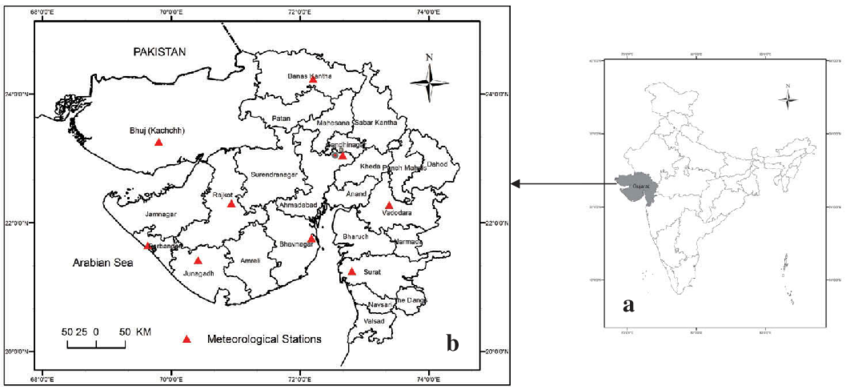 68°0'0"E 70°0'0"E 72°0'0"E 74°0'0"E
PAKISTAN
N
Banas Kantha
24°0'0"N 24°0'0"N
Patan
Mahesana Sabar Kantha
Bhuj (Kachchh)
Gandhinagar
Kheda Panch Mahals Dahod
Surendranagar
Rajkot
Anand
Ahmadabad
Vadodara
Jamnagar
22°0'0"N 22°0'0"N
Bharuch
Narmada
Porbandar
Bhavnagar
Arabian Sea
Amreli
Junagadh
Surat
Navsari The Dangs
Valsad
50 25 0 50 KM
Meteorological Stations
b
20°0'0"N 20°0'0"N
68°0'0"E 70°0'0"E 72°0'0"E 74°0'0"E
N
Gujarat
a